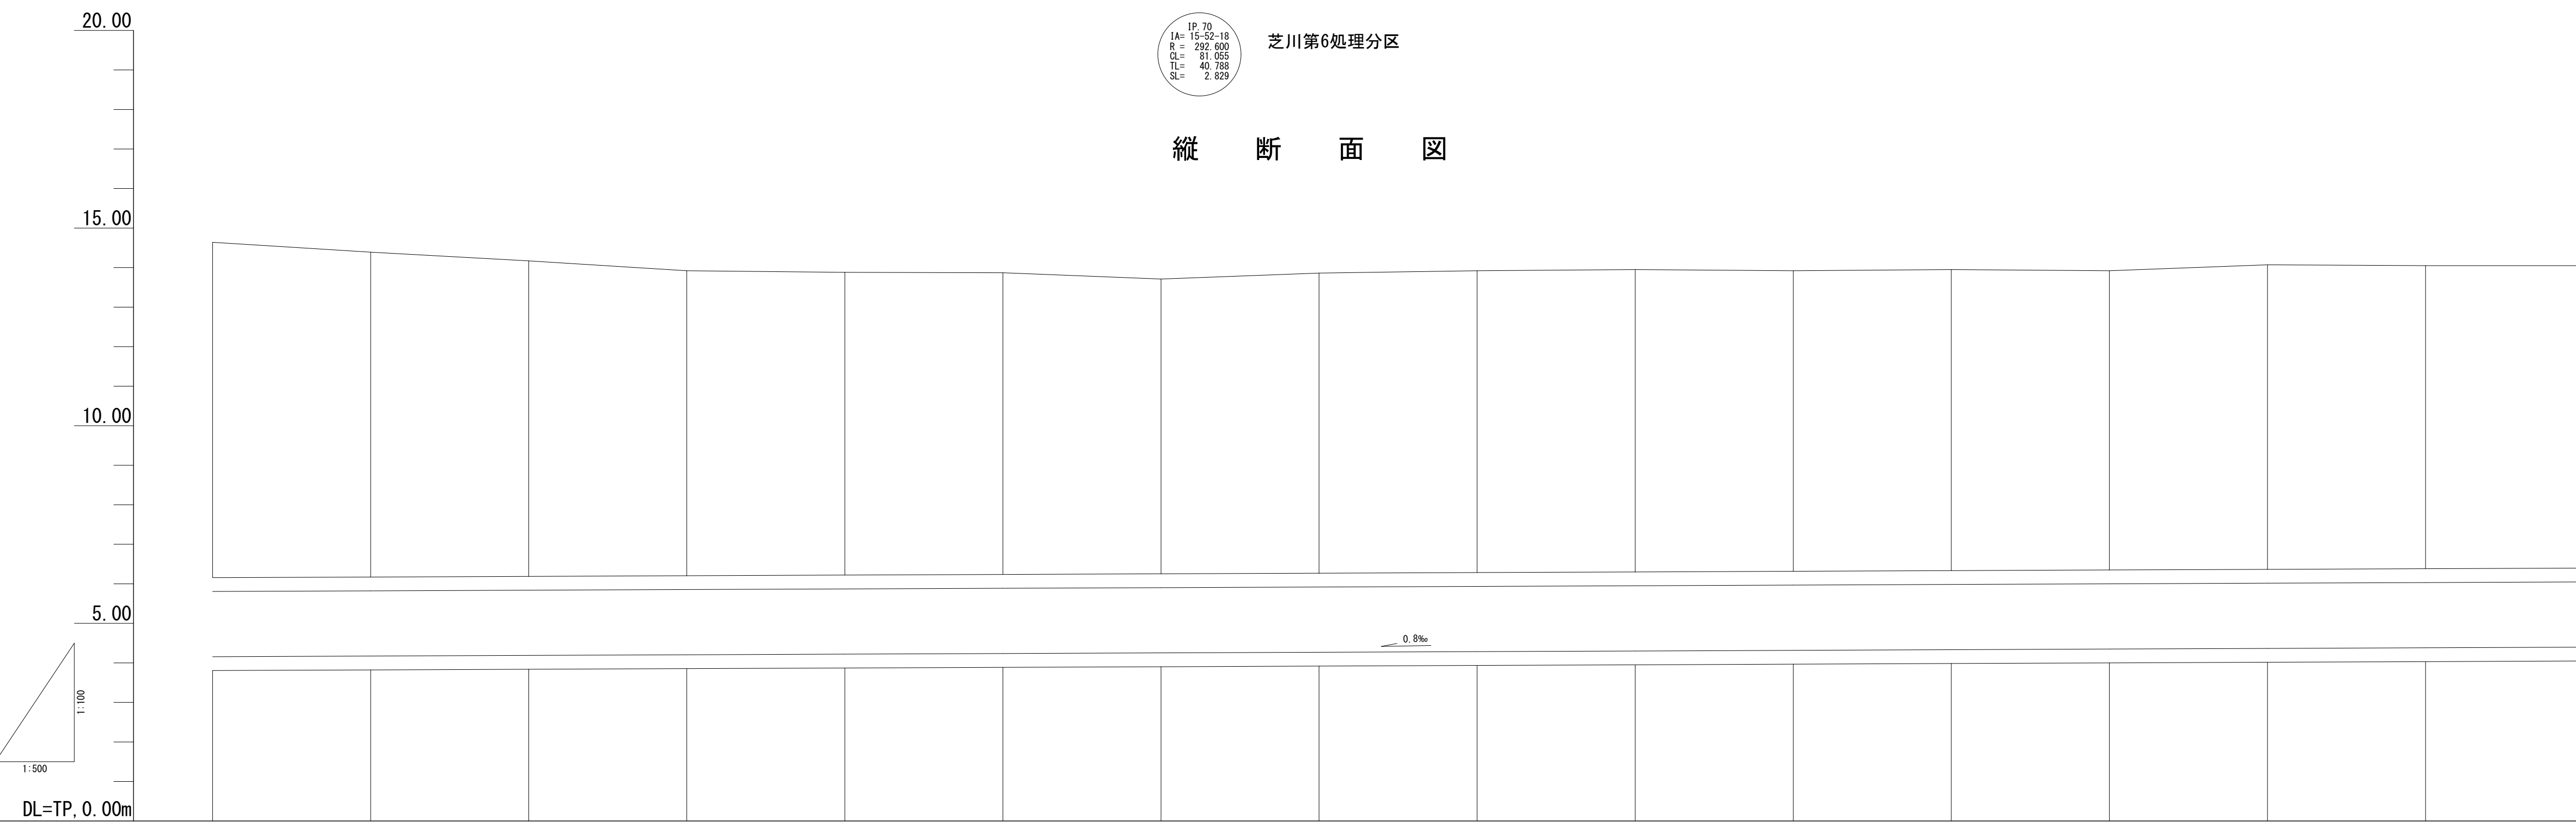 20.00
IP.70
IA= 15-52-18
R = 292.600
CL= 81.055
TL= 40.788
SL= 2.829
芝川第6処理分区
縦 断 面 図
15.00
10.00
5.00
0.8‰
1:100
1:500
DL=TP,0.00m